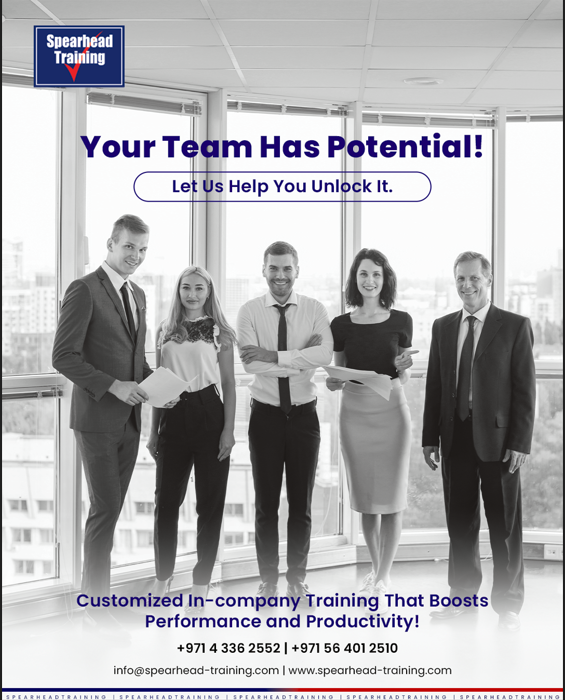 Spearhead
Training
Your Team Has Potential!
Let Us Help You Unlock It.
Customized In-company Training That Boosts
Performance and Productivity!
+971 4 336 2552 | +971 56 401 2510
info@spearhead-training.com | www.spearhead-training.com
SPEARHEADTRAINING | SPEARHEADTRAINING | SPEARHEADTRAINING | SPEARHEADTRAINING | SPEARHEADTRAINING | SPEARHEADTRAINING